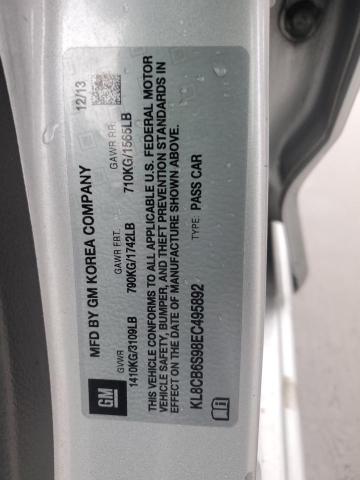 GM
MFD BY GM KOREA COMPANY 12/13
GVWR GAWR FRT. GAWR RR.
1410KG/3109LB 790KG/1742LB 710KG/1565LB
THIS VEHICLE CONFORMS TO ALL APPLICABLE U.S. FEDERAL MOTOR
VEHICLE SAFETY, BUMPER, AND THEFT PREVENTION STANDARDS IN
EFFECT ON THE DATE OF MANUFACTURE SHOWN ABOVE.
KL8CB6S98EC495892 TYPE: PASS CAR